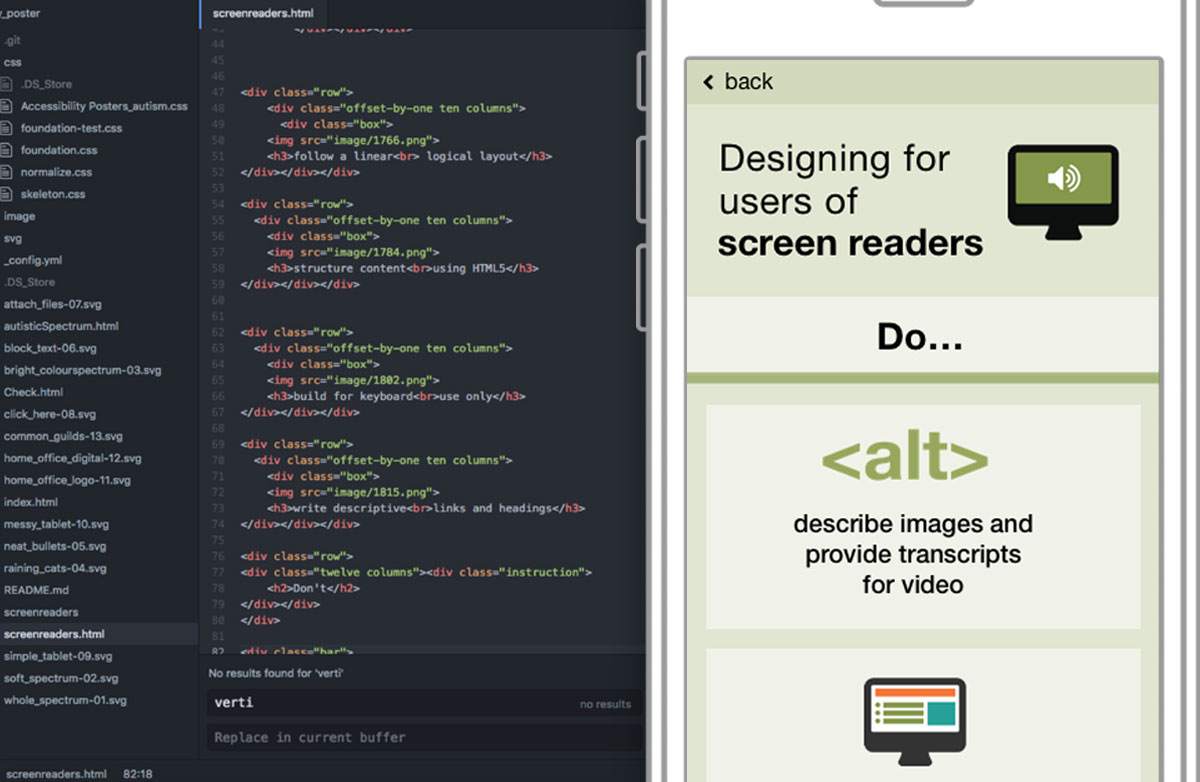 _poster
.git
css
.DS_Store
Accessibility Posters_autism.css
foundation-test.css
foundation.css
normalize.css
skeleton.css
image
svg
_config.yml
.DS_Store
attach_files-07.svg
autisticSpectrum.html
block_text-06.svg
bright_colourspectrum-03.svg
Check.html
click_here-08.svg
common_guilds-13.svg
home_office_digital-12.svg
home_office_logo-11.svg
index.html
messy_tablet-10.svg
neat_bullets-05.svg
raining_cats-04.svg
README.md
screenreaders
screenreaders.html
simple_tablet-09.svg
soft_spectrum-02.svg
whole_spectrum-01.svg
screenreaders.html
43 </div></div></div>
44
45
46
47 <div class="row">
48 <div class="offset-by-one ten columns">
49 <div class="box">
50 <img src="image/1766.png">
51 <h3>follow a linear<br> logical layout</h3>
52 </div></div></div>
53
54 <div class="row">
55 <div class="offset-by-one ten columns">
56 <div class="box">
57 <img src="image/1784.png">
58 <h3>structure content<br>using HTML5</h3>
59 </div></div></div>
60
61
62 <div class="row">
63 <div class="offset-by-one ten columns">
64 <div class="box">
65 <img src="image/1802.png">
66 <h3>build for keyboard<br>use only</h3>
67 </div></div></div>
68
69 <div class="row">
70 <div class="offset-by-one ten columns">
71 <div class="box">
72 <img src="image/1815.png">
73 <h3>write descriptive<br>links and headings</h3>
74 </div></div></div>
75
76 <div class="row">
77 <div class="twelve columns"><div class="instruction">
78 <h2>Don't</h2>
79 </div></div>
80 </div>
81
82 <div class="bar">
No results found for 'verti'
verti no results
Replace in current buffer
screenreaders.html 82:18
back
Designing for
users of
screen readers
Do...
<alt>
describe images and
provide transcripts
for video